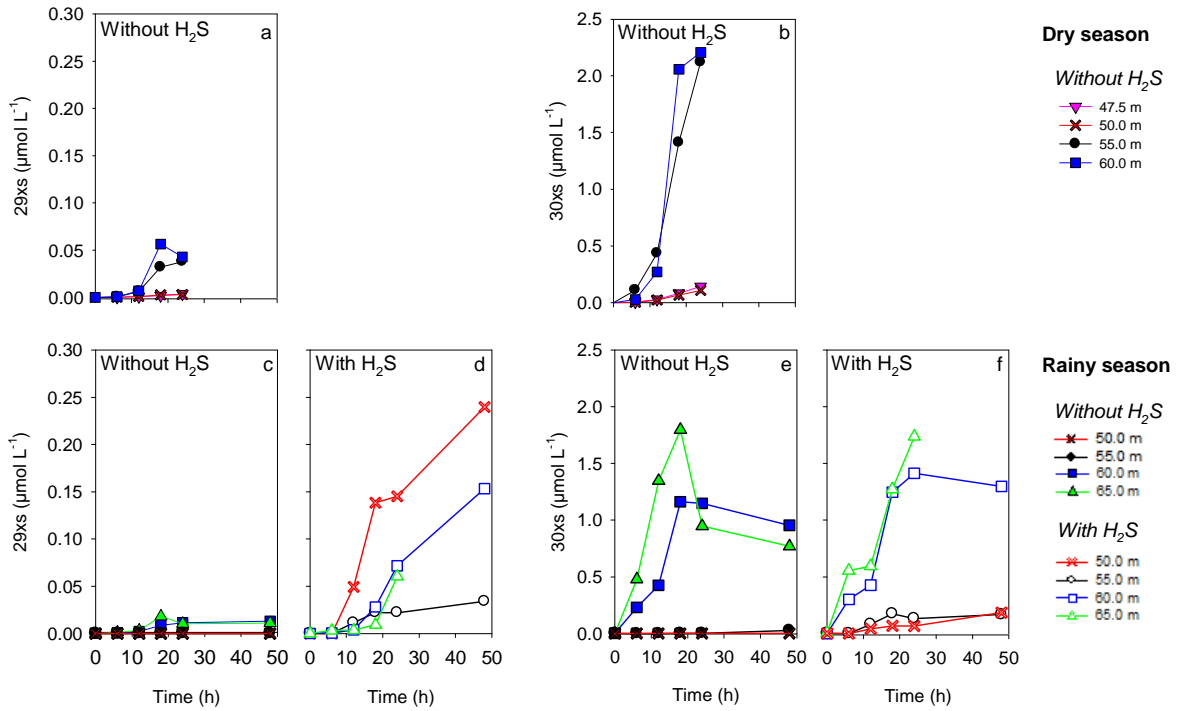 Without H₂S a
29xs (µmol L⁻¹)
0.30
0.25
0.20
0.15
0.10
0.05
0.00
Without H₂S b
30xs (µmol L⁻¹)
2.5
2.0
1.5
1.0
0.5
0.0
0 10 20 30 40 50
Dry season
Without H₂S
47.5 m
50.0 m
55.0 m
60.0 m
Without H₂S c
29xs (µmol L⁻¹)
0.30
0.25
0.20
0.15
0.10
0.05
0.00
0 10 20 30 40 50
Time (h)
With H₂S d
0 10 20 30 40 50
Time (h)
Without H₂S e
30xs (µmol L⁻¹)
2.5
2.0
1.5
1.0
0.5
0.0
0 10 20 30 40 50
Time (h)
With H₂S f
0 10 20 30 40 50
Time (h)
Rainy season
Without H₂S
50.0 m
55.0 m
60.0 m
65.0 m
With H₂S
50.0 m
55.0 m
60.0 m
65.0 m